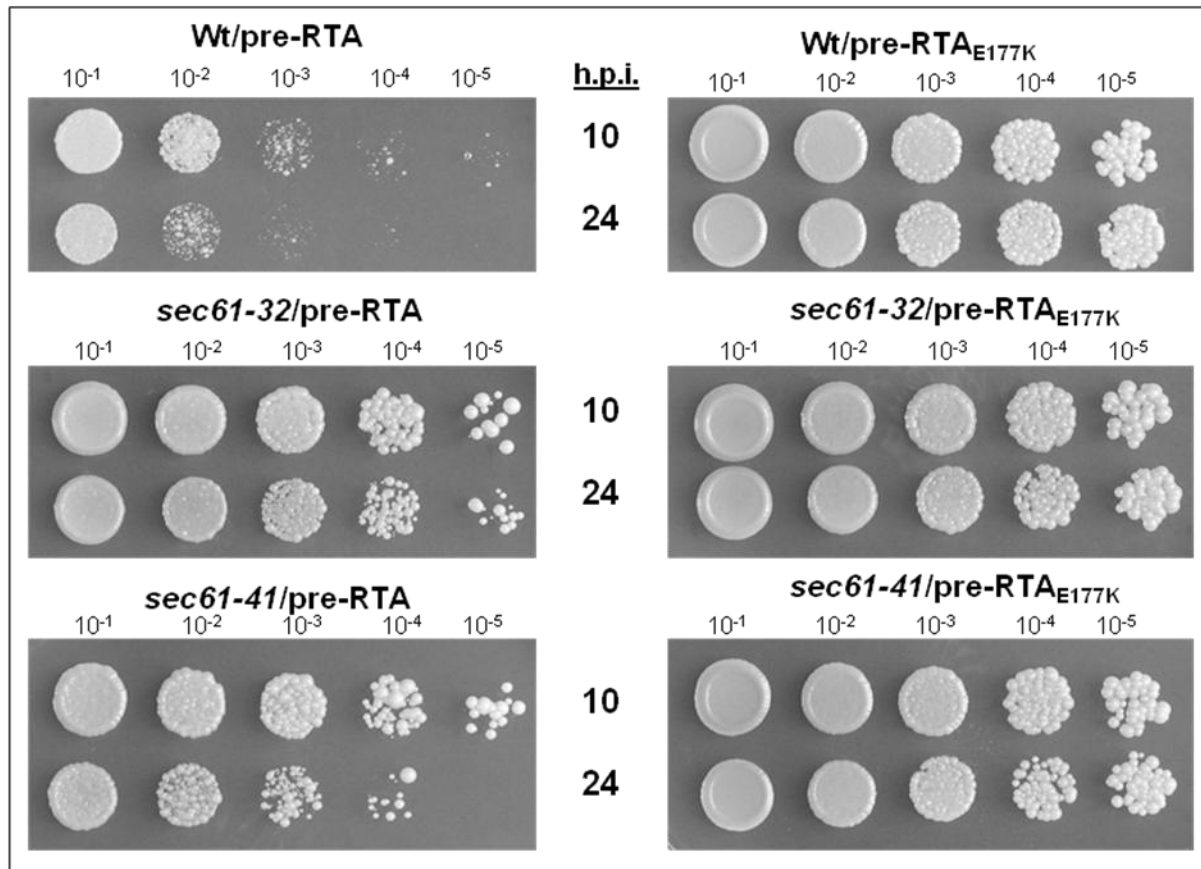 Wt/pre-RTA
10⁻¹ 10⁻² 10⁻³ 10⁻⁴ 10⁻⁵
h.p.i.
10
24
Wt/pre-RTA_E177K
10⁻¹ 10⁻² 10⁻³ 10⁻⁴ 10⁻⁵
sec61-32/pre-RTA
10⁻¹ 10⁻² 10⁻³ 10⁻⁴ 10⁻⁵
10
24
sec61-32/pre-RTA_E177K
10⁻¹ 10⁻² 10⁻³ 10⁻⁴ 10⁻⁵
sec61-41/pre-RTA
10⁻¹ 10⁻² 10⁻³ 10⁻⁴ 10⁻⁵
10
24
sec61-41/pre-RTA_E177K
10⁻¹ 10⁻² 10⁻³ 10⁻⁴ 10⁻⁵